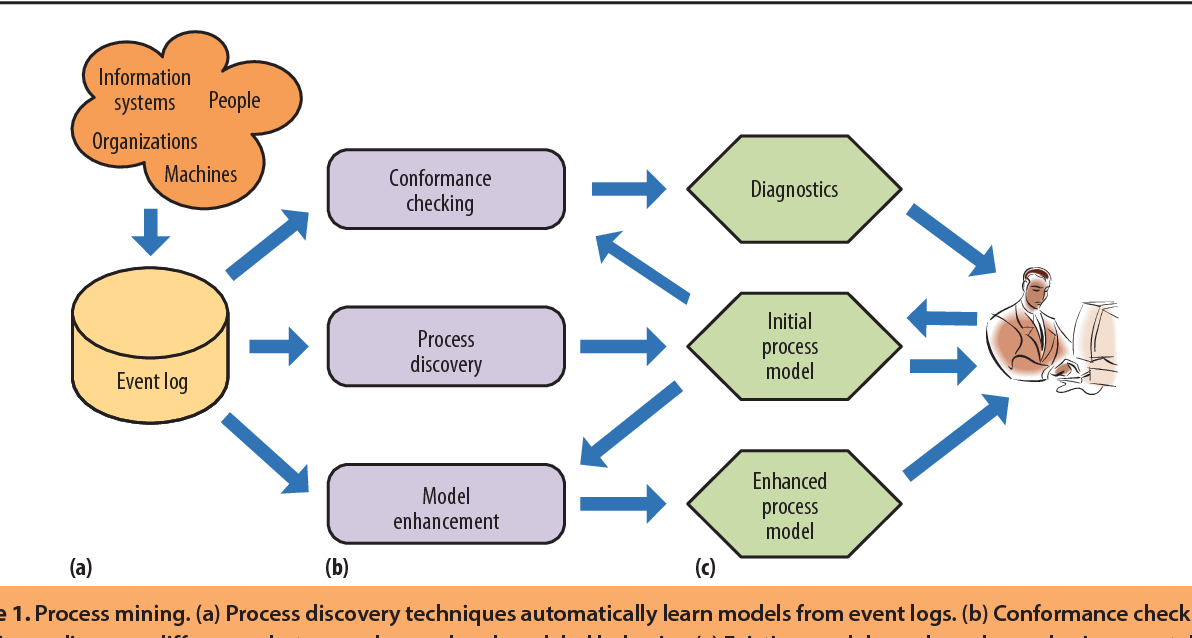 Information
systems
People
Organizations
Machines
Event log
Conformance
checking
Process
discovery
Model
enhancement
Diagnostics
Initial
process
model
Enhanced
process
model
(a)
(b)
(c)
1. Process mining. (a) Process discovery techniques automatically learn models from event logs. (b) Conformance check